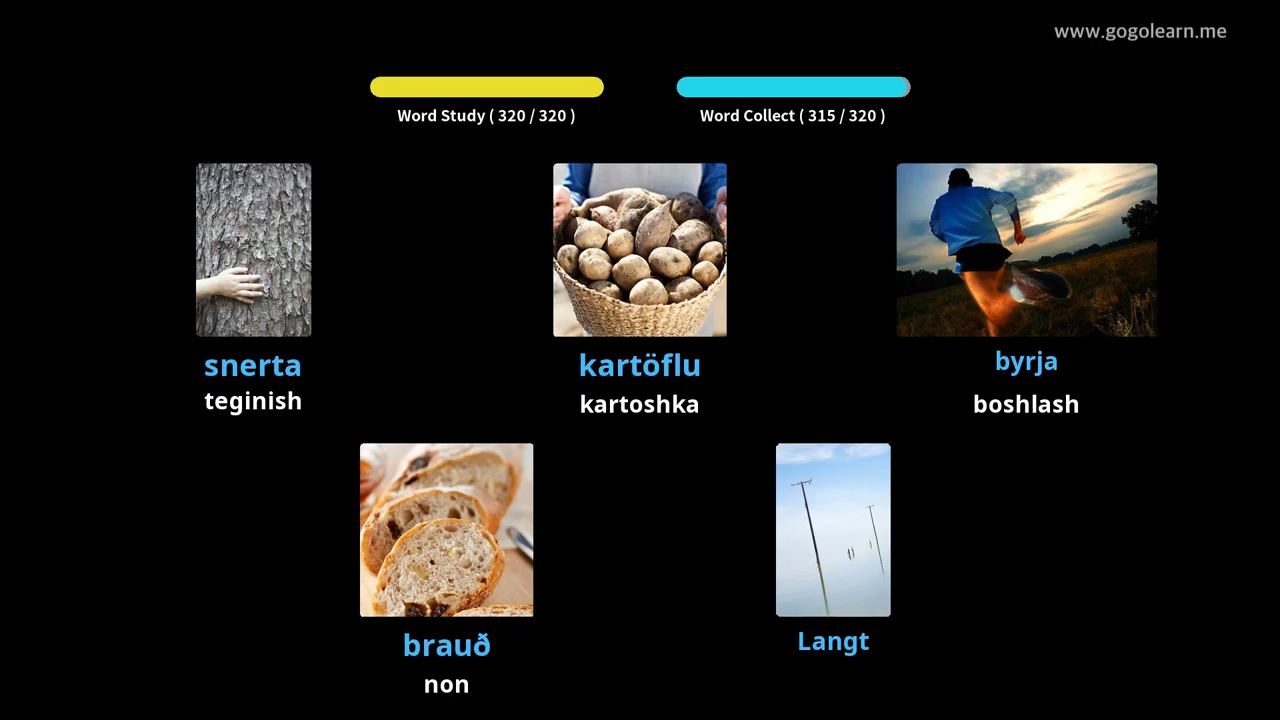 www.gogolearn.me
Word Study ( 320 / 320 )
Word Collect ( 315 / 320 )
snerta
kartöflu
byrja
teginish
kartoshka
boshlash
brauð
Langt
non